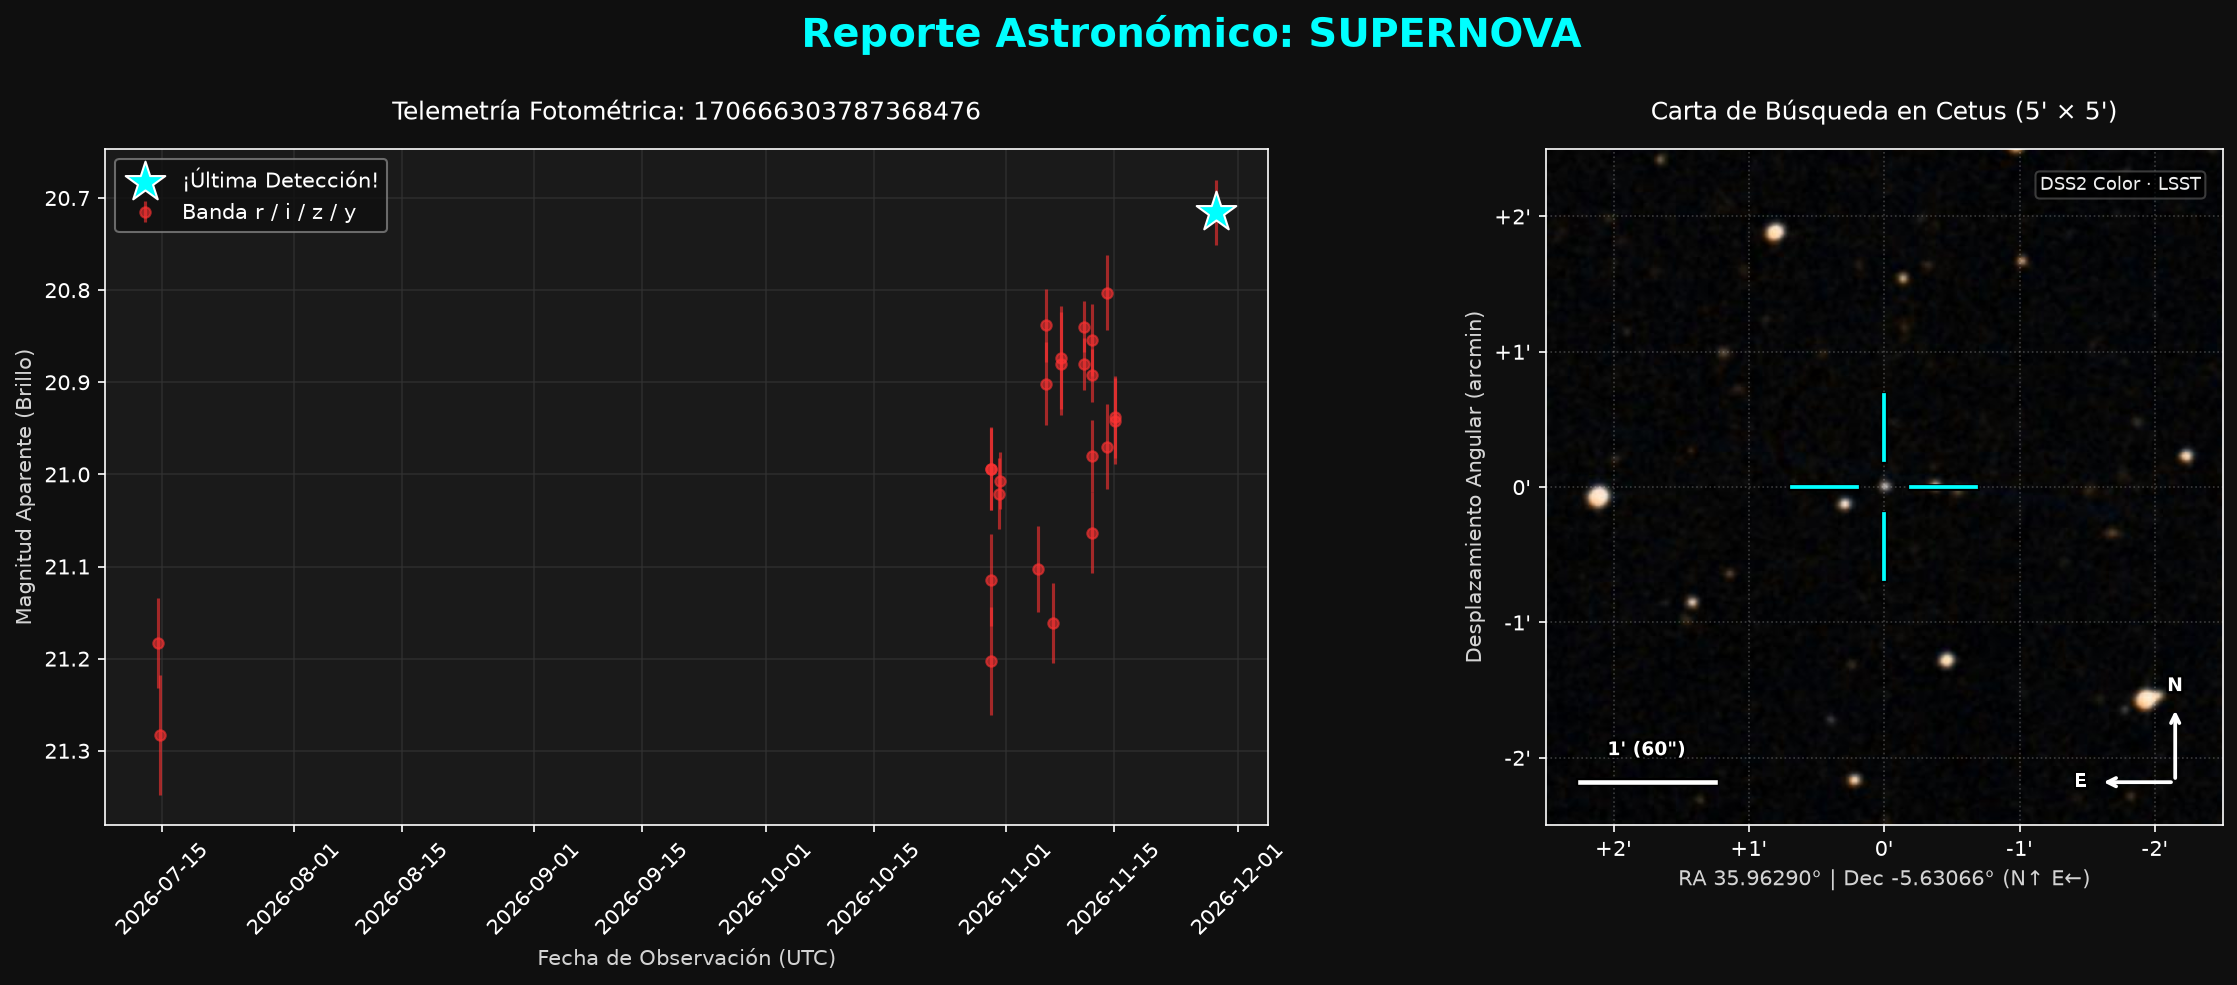 Reporte Astronómico: SUPERNOVA
Telemetría Fotométrica: 170666303787368476
¡Última Detección!
Banda r / i / z / y
Magnitud Aparente (Brillo)
20.7
20.8
20.9
21.0
21.1
21.2
21.3
2026-07-15
2026-08-01
2026-08-15
2026-09-01
2026-09-15
2026-10-01
2026-10-15
2026-11-01
2026-11-15
2026-12-01
Fecha de Observación (UTC)
Carta de Búsqueda en Cetus (5' × 5')
DSS2 Color · LSST
Desplazamiento Angular (arcmin)
+2'
+1'
0'
-1'
-2'
N
E
1' (60")
+2'
+1'
0'
-1'
-2'
RA 35.96290° | Dec -5.63066° (N↑ E←)